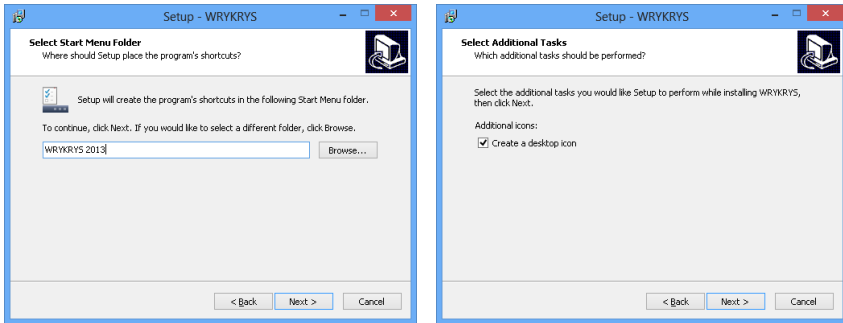 Setup - WRYKRYS
Select Start Menu Folder
Where should Setup place the program's shortcuts?
Setup will create the program's shortcuts in the following Start Menu folder.
To continue, click Next. If you would like to select a different folder, click Browse.
WRYKRYS 2013
Browse...
< Back
Next >
Cancel
Setup - WRYKRYS
Select Additional Tasks
Which additional tasks should be performed?
Select the additional tasks you would like Setup to perform while installing WRYKRYS,
then click Next.
Additional icons:
Create a desktop icon
< Back
Next >
Cancel